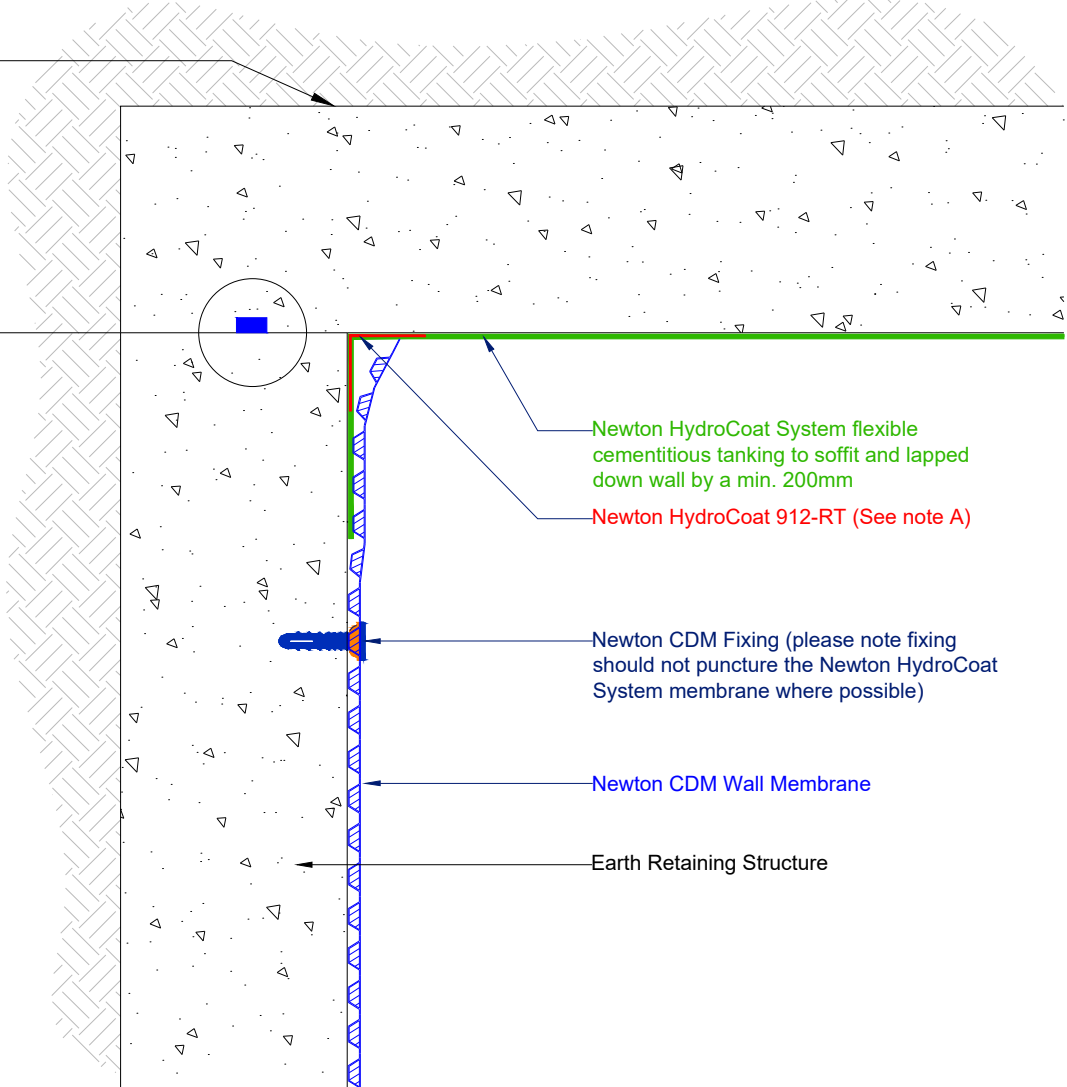 Newton HydroCoat System flexible
cementitious tanking to soffit and lapped
down wall by a min. 200mm
Newton HydroCoat 912-RT (See note A)
Newton CDM Fixing (please note fixing
should not puncture the Newton HydroCoat
System membrane where possible)
Newton CDM Wall Membrane
Earth Retaining Structure